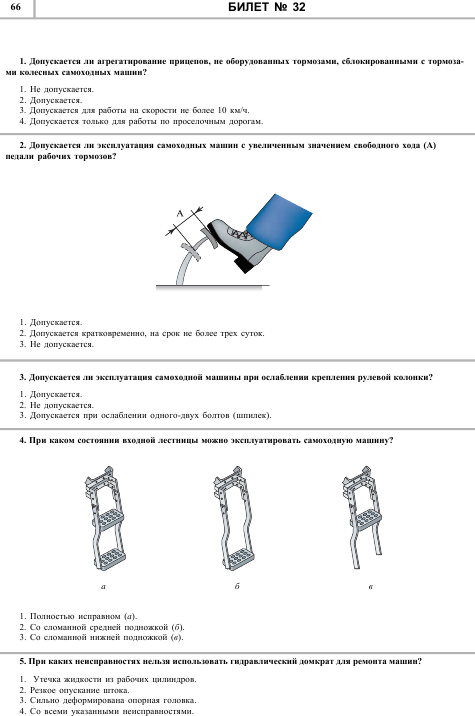 66
БИЛЕТ № 32
1. Допускается ли агрегатирование прицепов, не оборудованных тормозами, сблокированными с тормоза-
ми колесных самоходных машин?
1. Не допускается.
2. Допускается.
3. Допускается для работы на скорости не более 10 км/ч.
4. Допускается только для работы по проселочным дорогам.
2. Допускается ли эксплуатация самоходных машин с увеличенным значением свободного хода (А)
педали рабочих тормозов?
А
1. Допускается.
2. Допускается кратковременно, на срок не более трех суток.
3. Не допускается.
3. Допускается ли эксплуатация самоходной машины при ослаблении крепления рулевой колонки?
1. Допускается.
2. Не допускается.
3. Допускается при ослаблении одного-двух болтов (шпилек).
4. При каком состоянии входной лестницы можно эксплуатировать самоходную машину?
а б в
1. Полностью исправном (а).
2. Со сломанной средней подножкой (б).
3. Со сломанной нижней подножкой (в).
5. При каких неисправностях нельзя использовать гидравлический домкрат для ремонта машин?
1. Утечка жидкости из рабочих цилиндров.
2. Резкое опускание штока.
3. Сильно деформирована опорная головка.
4. Со всеми указанными неисправностями.